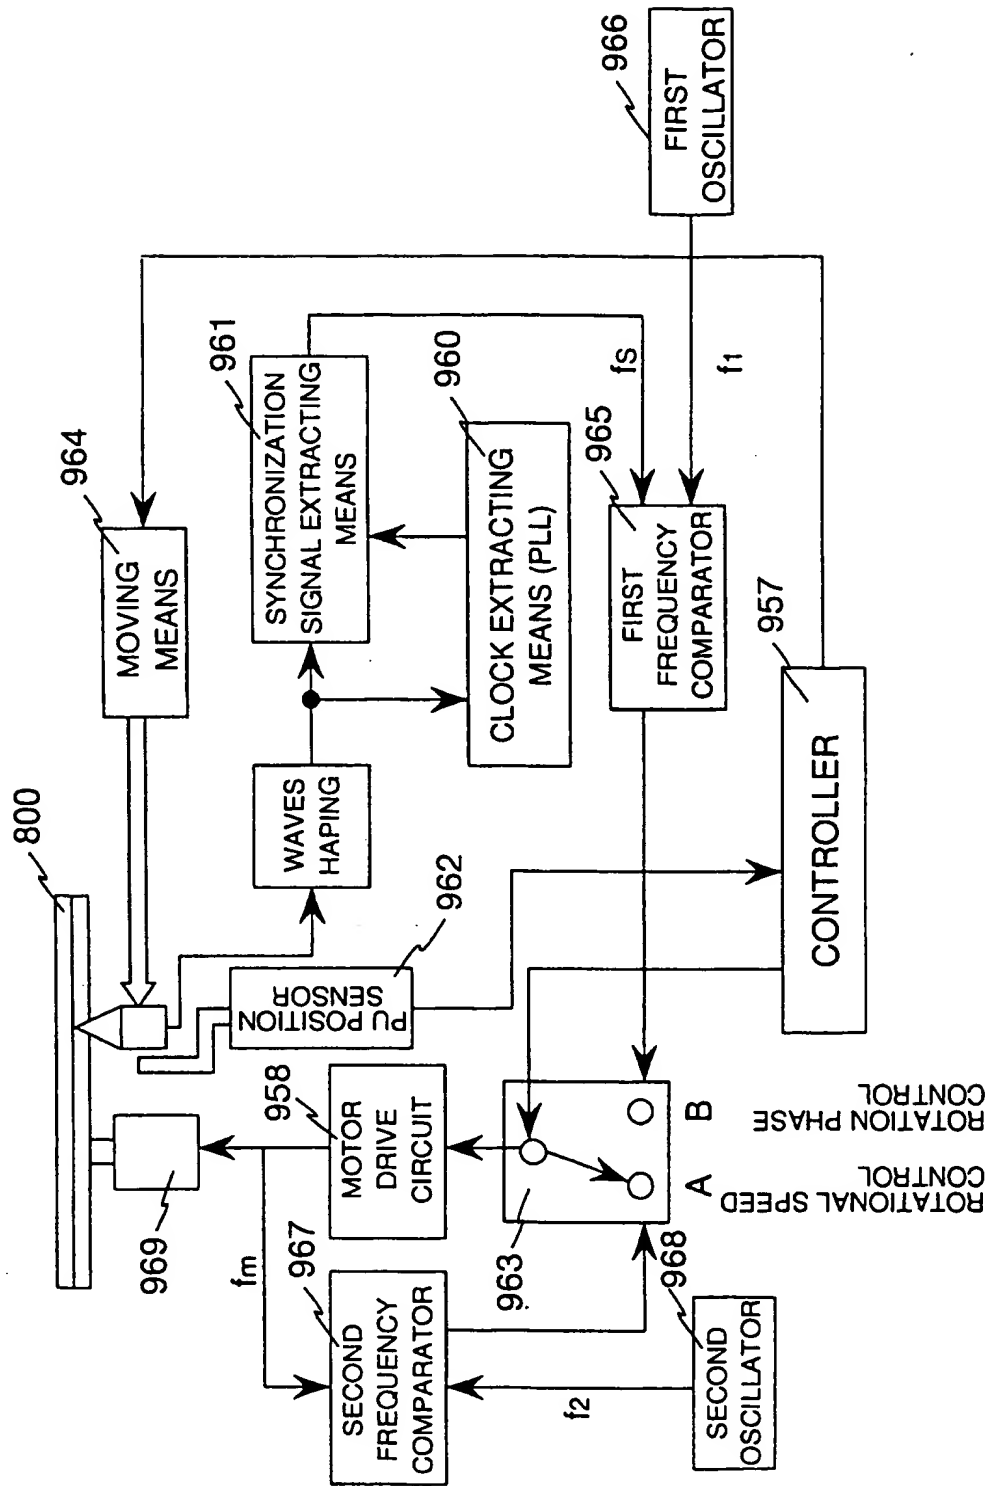 800
964
MOVING
MEANS
961
SYNCHRONIZATION
SIGNAL EXTRACTING
MEANS
WAVES
HAPING
960
CLOCK EXTRACTING
MEANS (PLL)
966
FIRST
OSCILLATOR
fS
f1
965
FIRST
FREQUENCY
COMPARATOR
957
CONTROLLER
962
PU POSITION
SENSOR
969
958
MOTOR
DRIVE
CIRCUIT
fm
967
SECOND
FREQUENCY
COMPARATOR
963
A
B
ROTATIONAL SPEED
CONTROL
ROTATION PHASE
CONTROL
f2
968
SECOND
OSCILLATOR